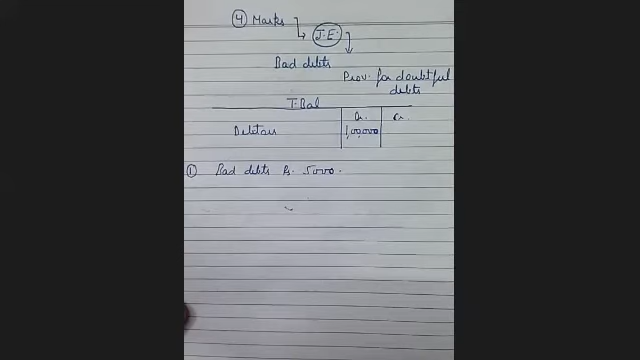 ④ Marks
J.E.
Bad debts
Prov. for doubtful
debts
T. Bal
Dr. Cr.
Debtors 1,00,000
① Bad debts Rs. 5000.